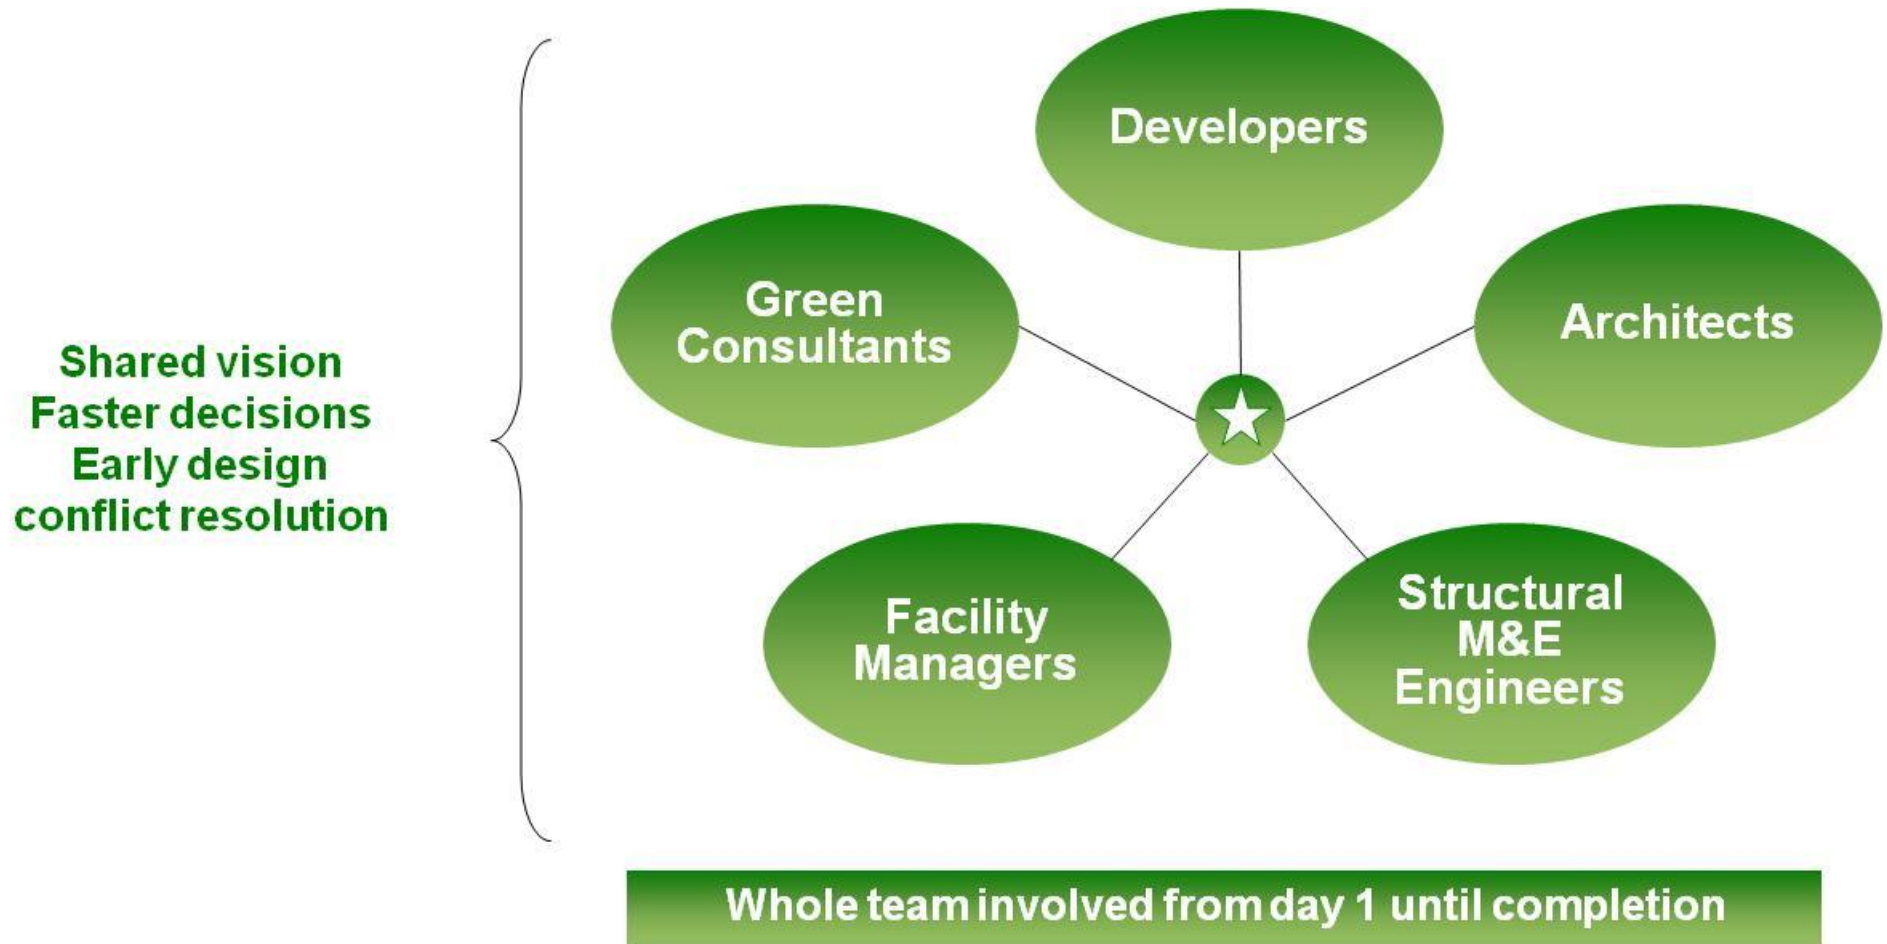 Developers
Green
Consultants
Architects
Shared vision
Faster decisions
Early design
conflict resolution
Facility
Managers
Structural
M&E
Engineers
Whole team involved from day 1 until completion